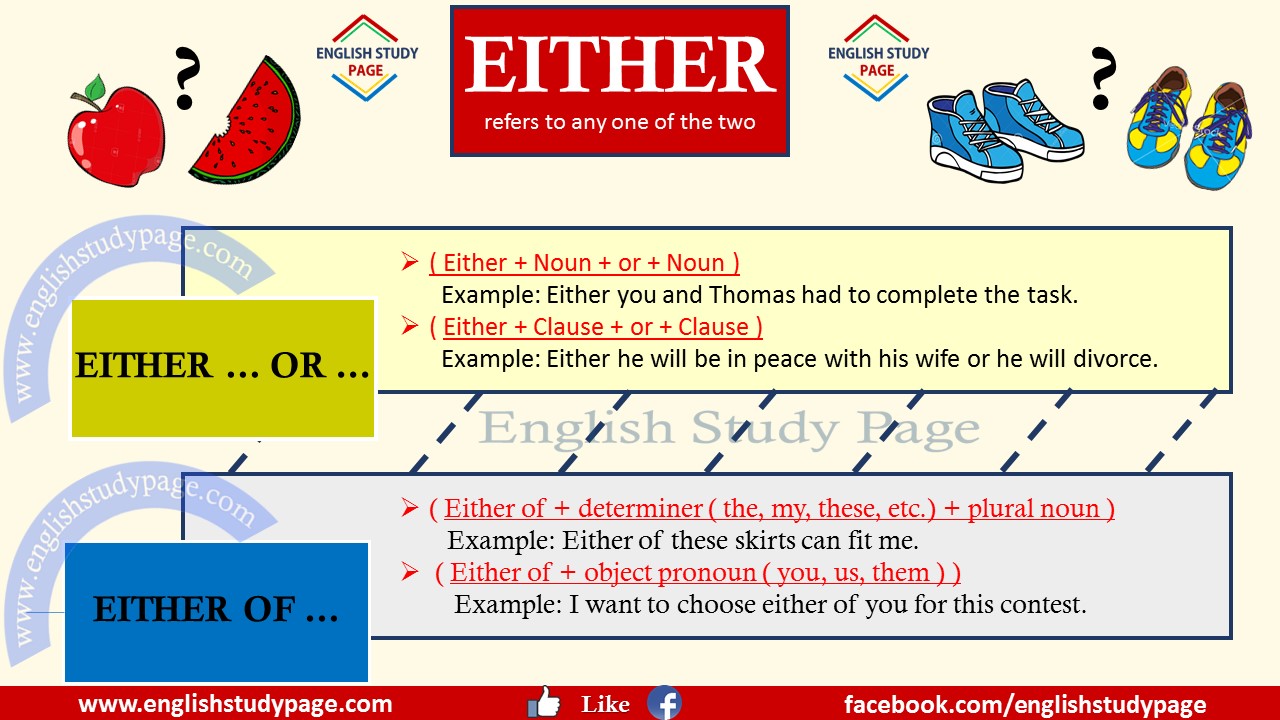 ENGLISH STUDY
PAGE
EITHER
refers to any one of the two
ENGLISH STUDY
PAGE
?
?
www.englishstudypage.com
➢ ( Either + Noun + or + Noun )
Example: Either you and Thomas had to complete the task.
➢ ( Either + Clause + or + Clause )
Example: Either he will be in peace with his wife or he will divorce.
EITHER … OR …
English Study Page
www.englishstudypage.com
➢ ( Either of + determiner ( the, my, these, etc.) + plural noun )
Example: Either of these skirts can fit me.
➢ ( Either of + object pronoun ( you, us, them ) )
Example: I want to choose either of you for this contest.
EITHER OF …
www.englishstudypage.com
Like
f
facebook.com/englishstudypage